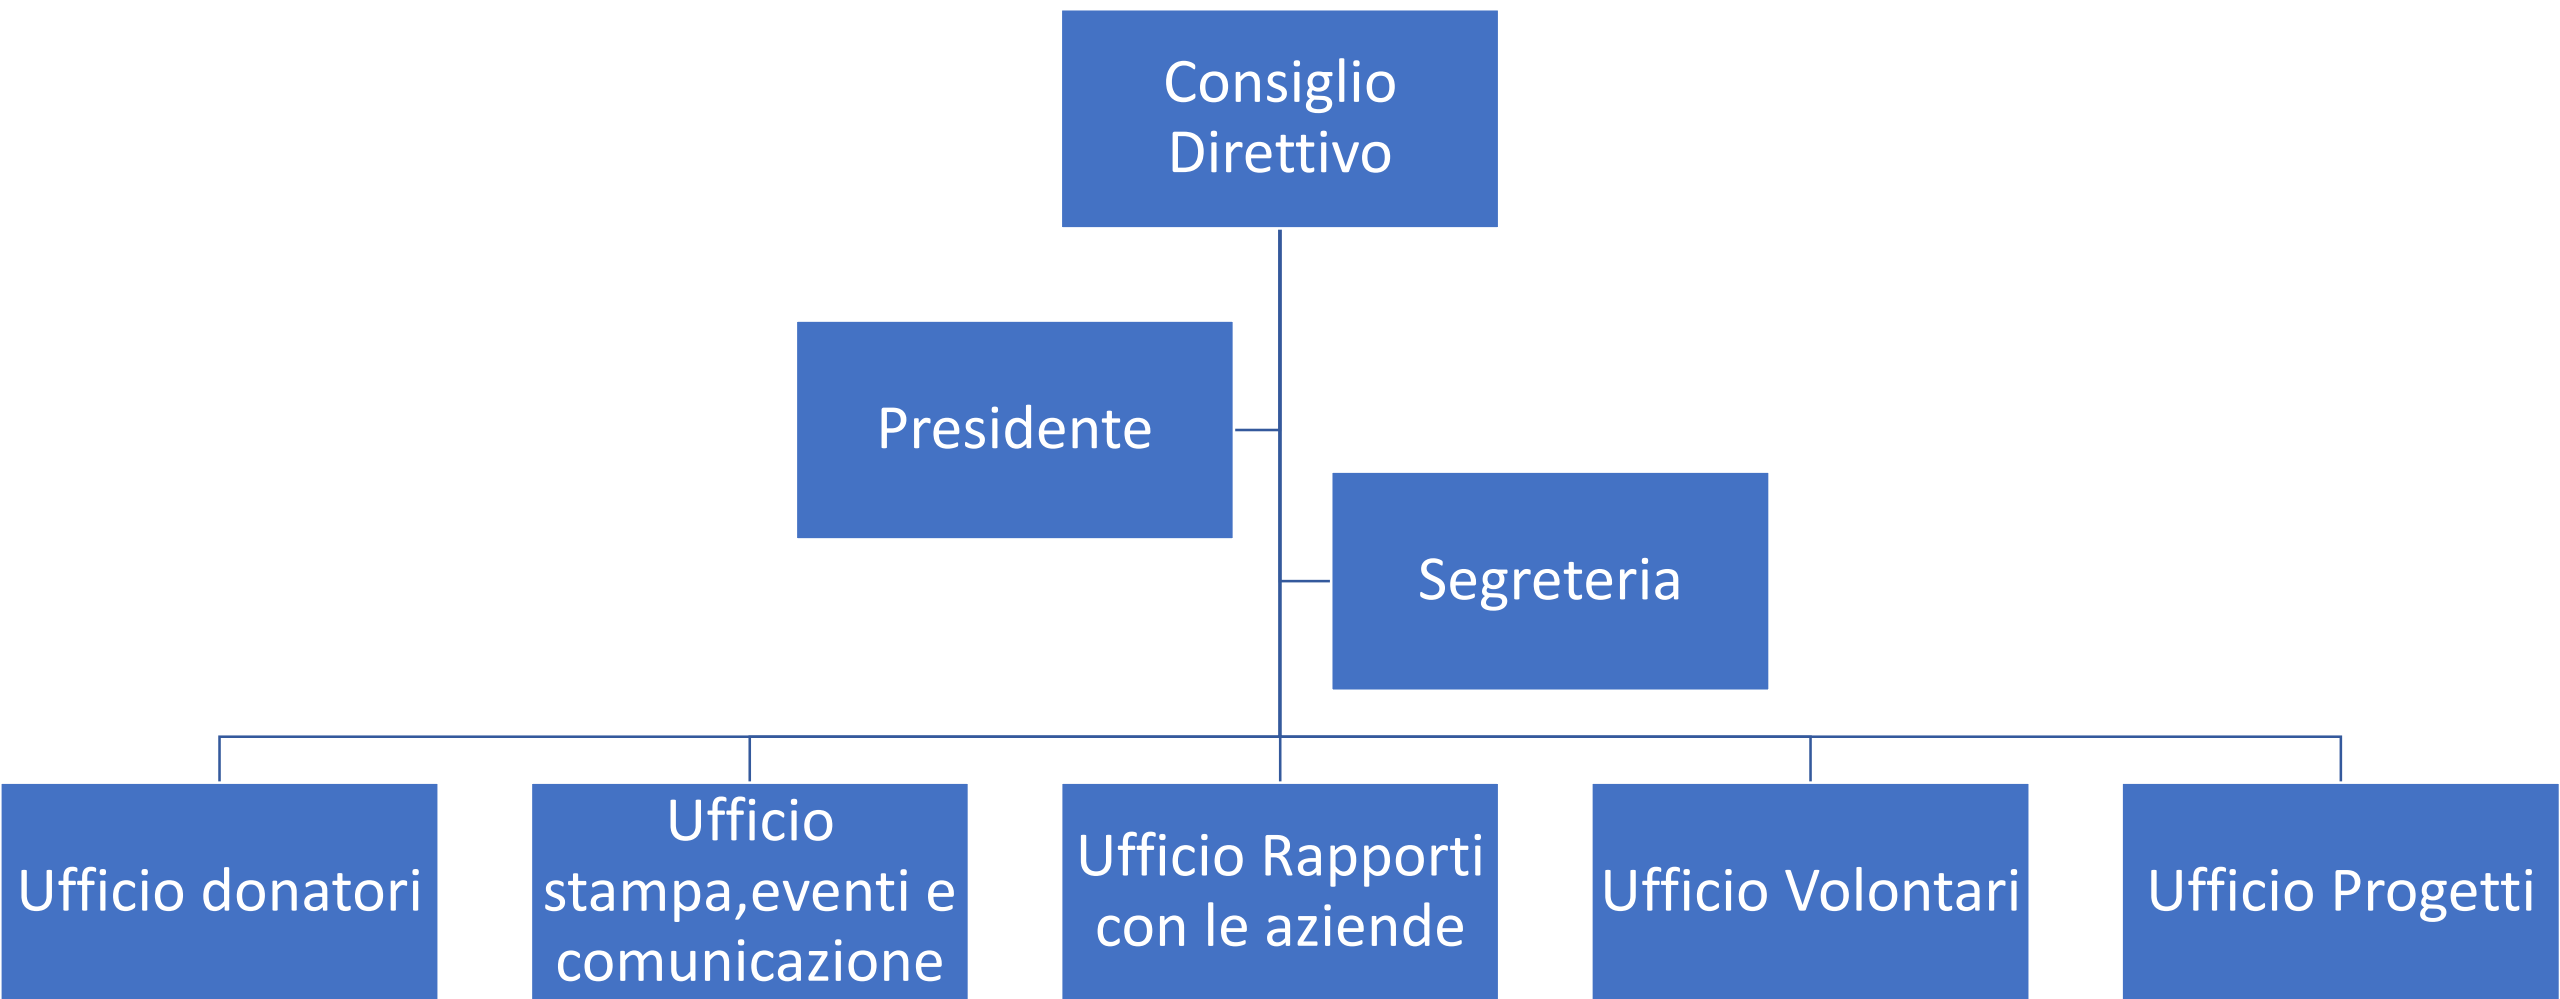 Consiglio
Direttivo
Presidente
Segreteria
Ufficio donatori
Ufficio
stampa,eventi e
comunicazione
Ufficio Rapporti
con le aziende
Ufficio Volontari
Ufficio Progetti